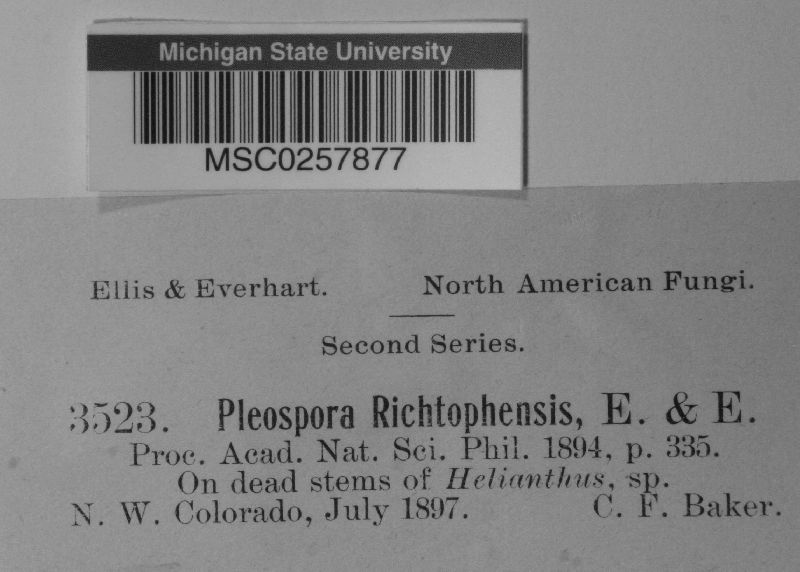 Michigan State University
MSC0257877
Ellis & Everhart. North American Fungi.
Second Series.
3523. Pleospora Richtophensis, E. & E.
Proc. Acad. Nat. Sci. Phil. 1894, p. 335.
On dead stems of Helianthus, sp.
N. W. Colorado, July 1897. C. F. Baker.